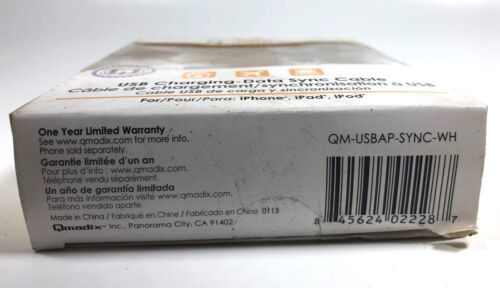 USB Charging-Data Sync Cable
Câble de chargement/synchronisation à USB
Cable USB de carga y sincronización
For/Pour/Para: iPhone®, iPad®, iPod®
One Year Limited Warranty
See www.qmadix.com for more info.
Phone sold separately.
Garantie limitée d'un an
Pour plus d'info : www.qmadix.com.
Téléphone vendu séparément.
Un año de garantía limitada
Para más información visite www.qmadix.com.
Teléfono vendido aparte.
Made in China / Fabriqué en Chine / Fabricado en China 0113
Qmadix™ Inc., Panorama City, CA 91402
QM-USBAP-SYNC-WH
8 45624 02228 7